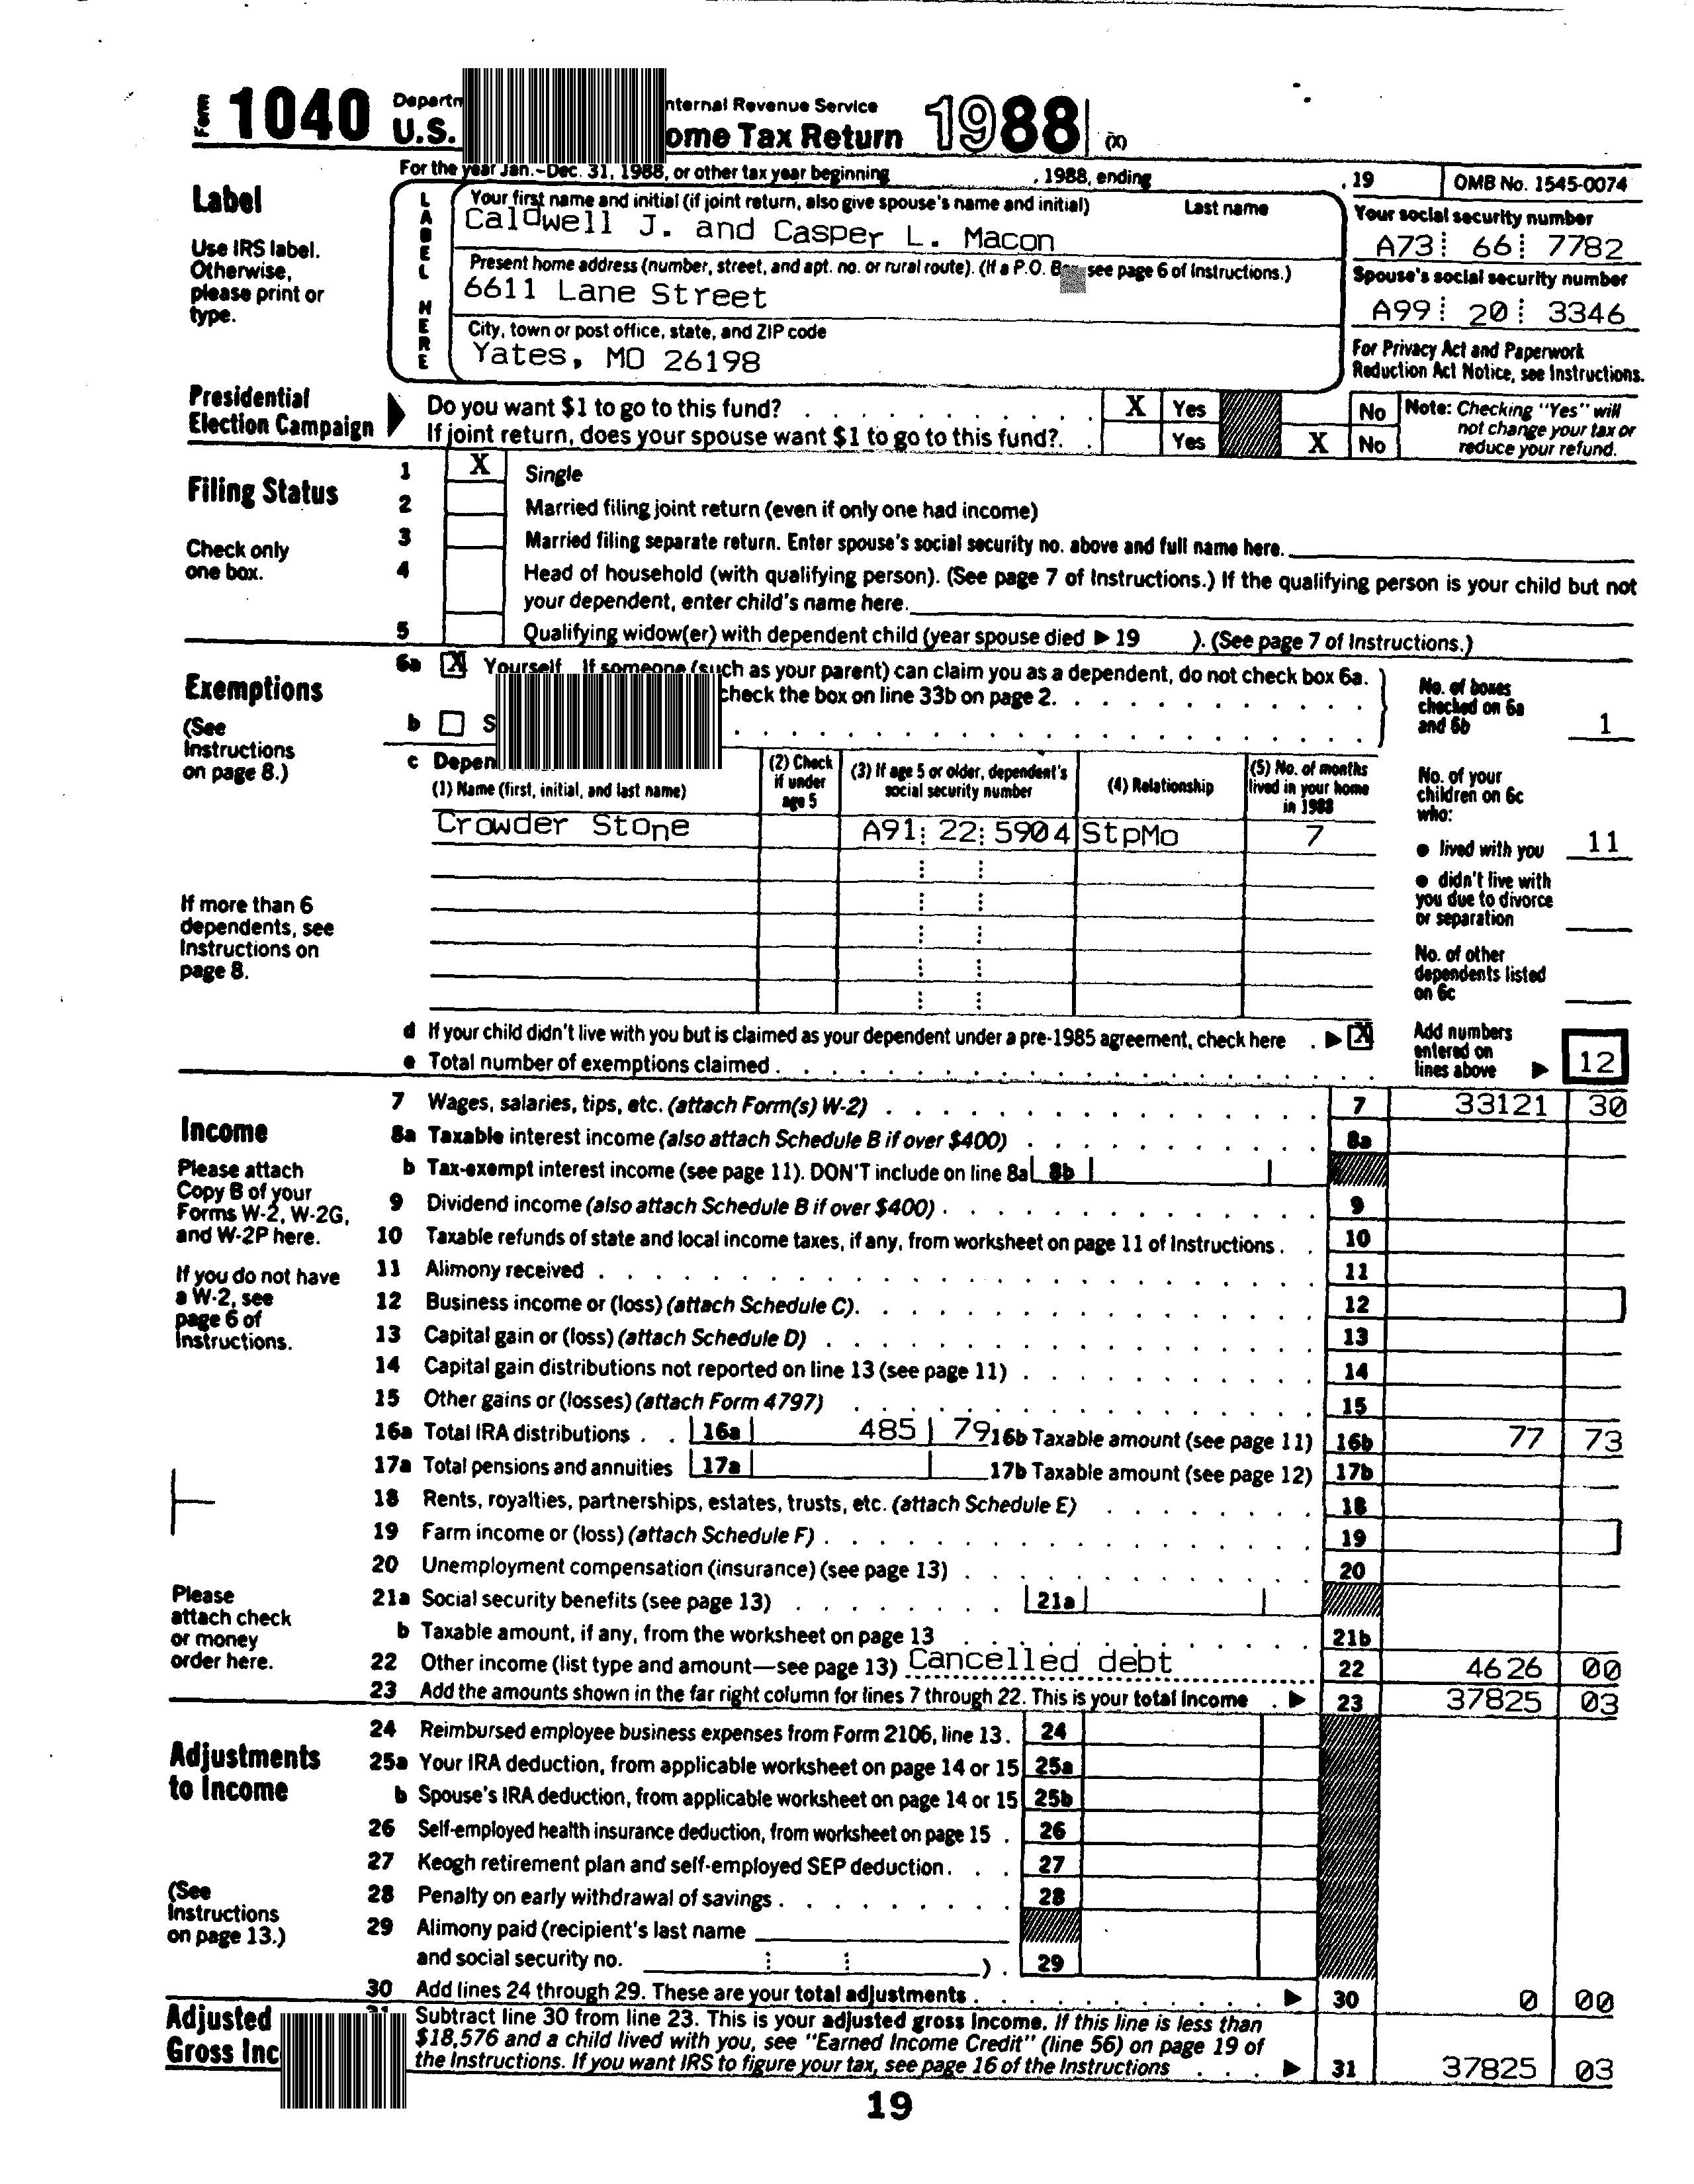 Form 1040 U.S. ome Tax Return 1988 (X)
nternal Revenue Service
For the year Jan.-Dec. 31, 1988, or other tax year beginning , 1988, ending , 19 OMB No. 1545-0074
Label
Use IRS label.
Otherwise,
please print or
type.
LABEL HERE
Your first name and initial (if joint return, also give spouse's name and initial) Last name
Caldwell J. and Casper L. Macon
Present home address (number, street, and apt. no. or rural route). (If a P.O. see page 6 of Instructions.)
6611 Lane Street
City, town or post office, state, and ZIP code
Yates, MO 26198
Your social security number
A73 66 7782
Spouse's social security number
A99 20 3346
For Privacy Act and Paperwork
Reduction Act Notice, see Instructions.
Presidential
Election Campaign
Do you want $1 to go to this fund? X Yes No
If joint return, does your spouse want $1 to go to this fund? Yes X No
Note: Checking "Yes" will
not change your tax or
reduce your refund.
Filing Status
Check only
one box.
1 X Single
2 Married filing joint return (even if only one had income)
3 Married filing separate return. Enter spouse's social security no. above and full name here.
4 Head of household (with qualifying person). (See page 7 of Instructions.) If the qualifying person is your child but not
your dependent, enter child's name here.
5 Qualifying widow(er) with dependent child (year spouse died ▶ 19 ). (See page 7 of Instructions.)
Exemptions
(See
Instructions
on page 8.)
6a X Yourself If someone (such as your parent) can claim you as a dependent, do not check box 6a.
check the box on line 33b on page 2.
b S
No. of boxes
checked on 6a
and 6b 1
c Depen
(1) Name (first, initial, and last name)
(2) Check
if under
age 5
(3) If age 5 or older, dependent's
social security number
(4) Relationship
(5) No. of months
lived in your home
in 1988
Crowder Stone A91 22 5904 StpMo 7
No. of your
children on 6c
who:
● lived with you 11
● didn't live with
you due to divorce
or separation
No. of other
dependents listed
on 6c
If more than 6
dependents, see
Instructions on
page 8.
d If your child didn't live with you but is claimed as your dependent under a pre-1985 agreement, check here ▶ X
e Total number of exemptions claimed
Add numbers
entered on
lines above ▶ 12
Income
Please attach
Copy B of your
Forms W-2, W-2G,
and W-2P here.
If you do not have
a W-2, see
page 6 of
Instructions.
7 Wages, salaries, tips, etc. (attach Form(s) W-2) 7 33121 30
8a Taxable interest income (also attach Schedule B if over $400) 8a
b Tax-exempt interest income (see page 11). DON'T include on line 8a 8b
9 Dividend income (also attach Schedule B if over $400) 9
10 Taxable refunds of state and local income taxes, if any, from worksheet on page 11 of Instructions 10
11 Alimony received 11
12 Business income or (loss) (attach Schedule C) 12
13 Capital gain or (loss) (attach Schedule D) 13
14 Capital gain distributions not reported on line 13 (see page 11) 14
15 Other gains or (losses) (attach Form 4797) 15
16a Total IRA distributions 16a 485 79 16b Taxable amount (see page 11) 16b 77 73
17a Total pensions and annuities 17a 17b Taxable amount (see page 12) 17b
18 Rents, royalties, partnerships, estates, trusts, etc. (attach Schedule E) 18
19 Farm income or (loss) (attach Schedule F) 19
20 Unemployment compensation (insurance) (see page 13) 20
21a Social security benefits (see page 13) 21a
b Taxable amount, if any, from the worksheet on page 13 21b
22 Other income (list type and amount—see page 13) Cancelled debt 22 4626 00
23 Add the amounts shown in the far right column for lines 7 through 22. This is your total income ▶ 23 37825 03
Please
attach check
or money
order here.
Adjustments
to Income
(See
Instructions
on page 13.)
24 Reimbursed employee business expenses from Form 2106, line 13. 24
25a Your IRA deduction, from applicable worksheet on page 14 or 15 25a
b Spouse's IRA deduction, from applicable worksheet on page 14 or 15 25b
26 Self-employed health insurance deduction, from worksheet on page 15 26
27 Keogh retirement plan and self-employed SEP deduction 27
28 Penalty on early withdrawal of savings 28
29 Alimony paid (recipient's last name
and social security no. ) 29
30 Add lines 24 through 29. These are your total adjustments ▶ 30 0 00
Adjusted
Gross Inc
Subtract line 30 from line 23. This is your adjusted gross income. If this line is less than
$18,576 and a child lived with you, see "Earned Income Credit" (line 56) on page 19 of
the Instructions. If you want IRS to figure your tax, see page 16 of the Instructions ▶ 31 37825 03
19